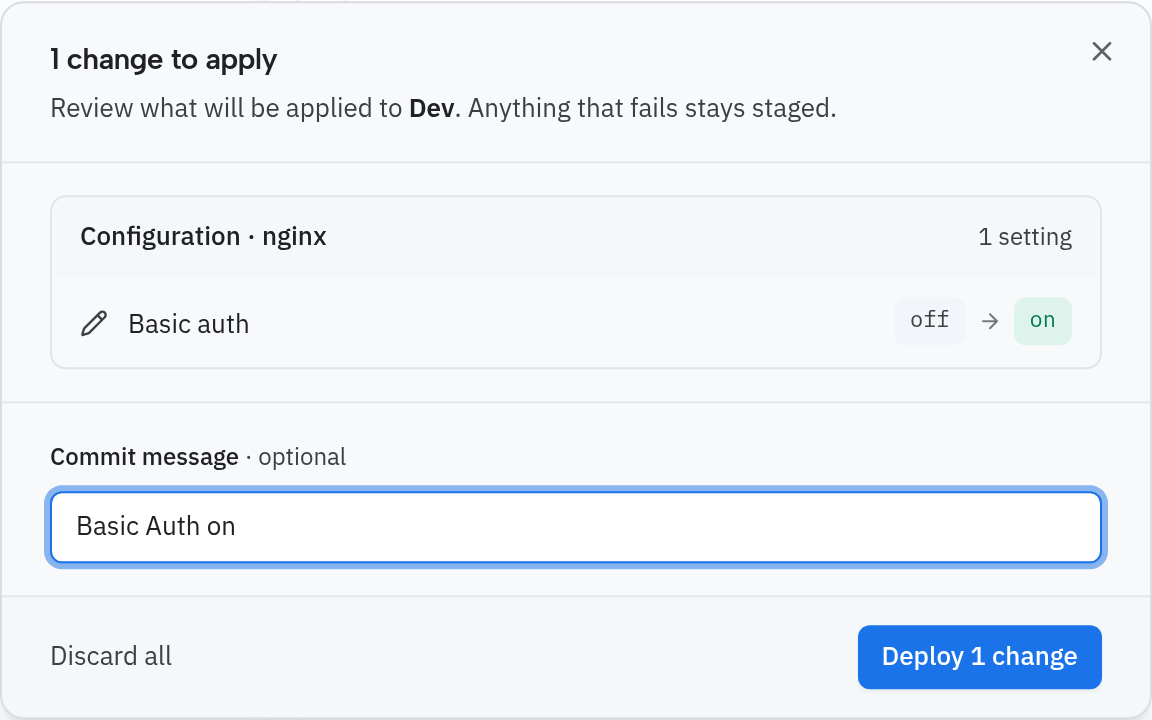 1 change to apply
Review what will be applied to Dev. Anything that fails stays staged.
Configuration · nginx 1 setting
Basic auth off → on
Commit message · optional
Basic Auth on
Discard all Deploy 1 change